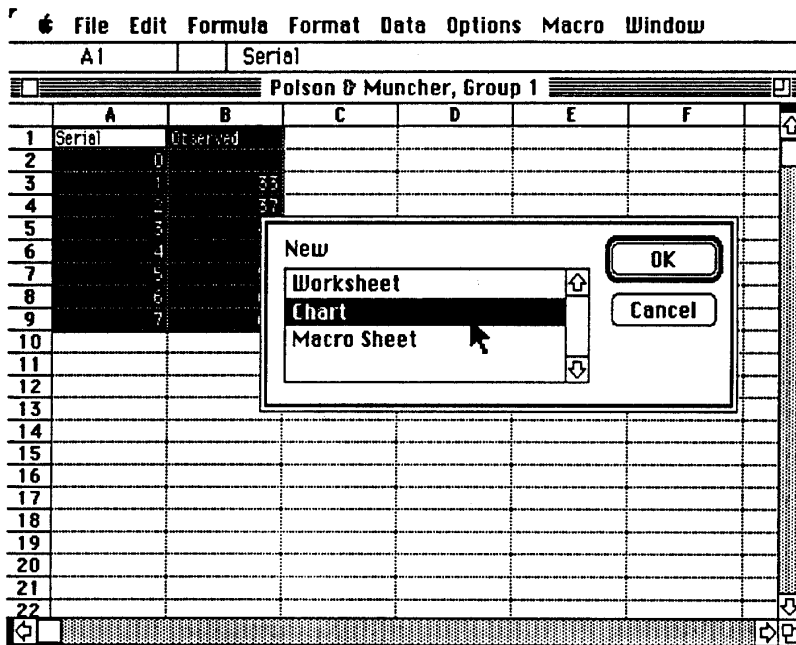 File Edit Formula Format Data Options Macro Window
A1 Serial
Polson & Muncher, Group 1
A B C D E F
1 Serial Observed
2 0
3 1 33
4 2 37
5 3
6 4
7 5
8 6
9 7
10
11
12
13
14
15
16
17
18
19
20
21
22
New
Worksheet
Chart
Macro Sheet
OK
Cancel